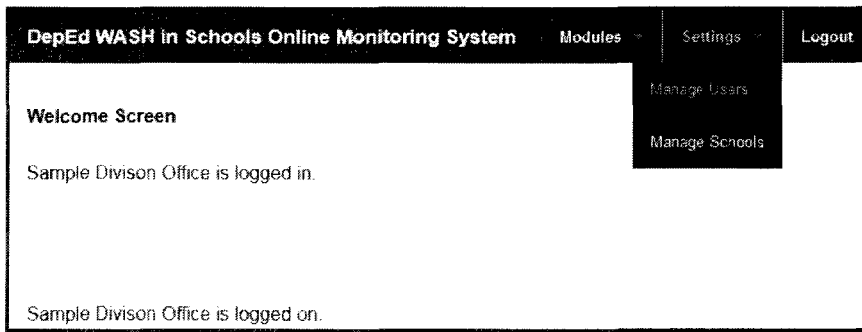 DepEd WASH in Schools Online Monitoring System Modules Settings Logout
Manage Users
Welcome Screen
Manage Schools
Sample Divison Office is logged in.
Sample Divison Office is logged on.